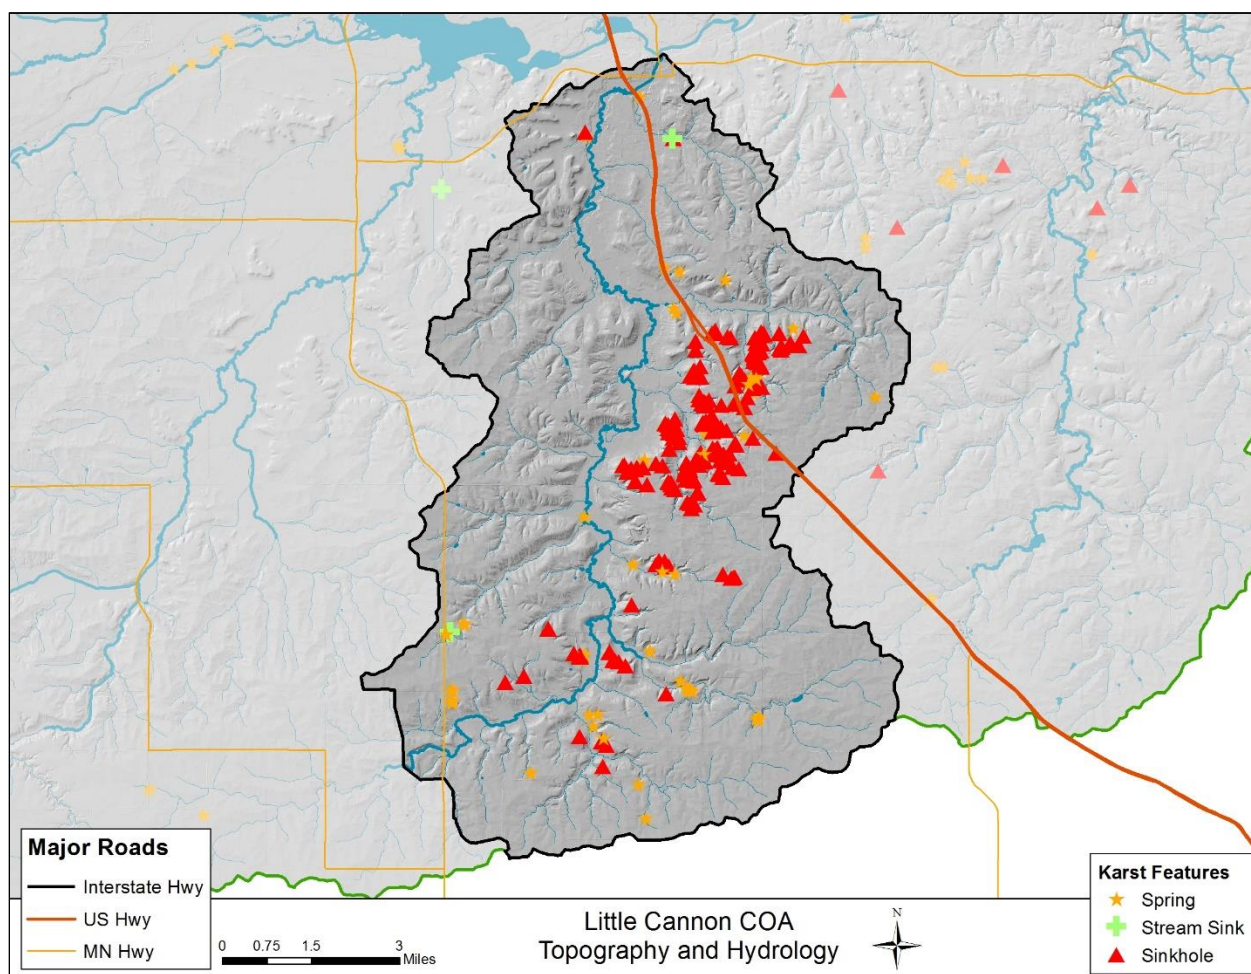 Major Roads
Interstate Hwy
US Hwy
MN Hwy
0 0.75 1.5 3
Miles
Little Cannon COA
Topography and Hydrology
N
Karst Features
Spring
Stream Sink
Sinkhole